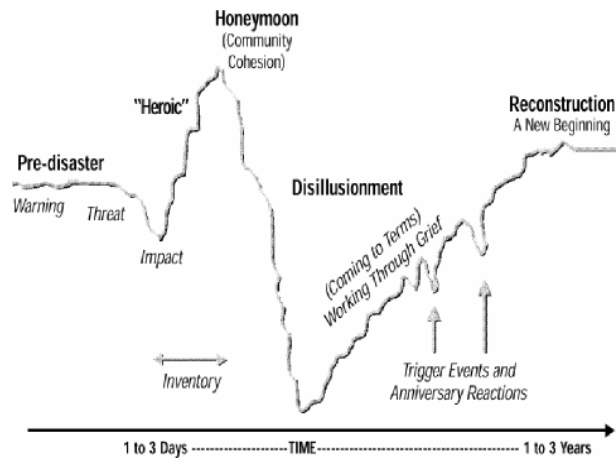 Honeymoon
(Community
Cohesion)
"Heroic"
Reconstruction
A New Beginning
Pre-disaster
Warning
Threat
Impact
Disillusionment
(Coming to Terms)
Working Through Grief
Inventory
Trigger Events and
Anniversary Reactions
1 to 3 Days -------------------TIME--------------------------------------- 1 to 3 Years